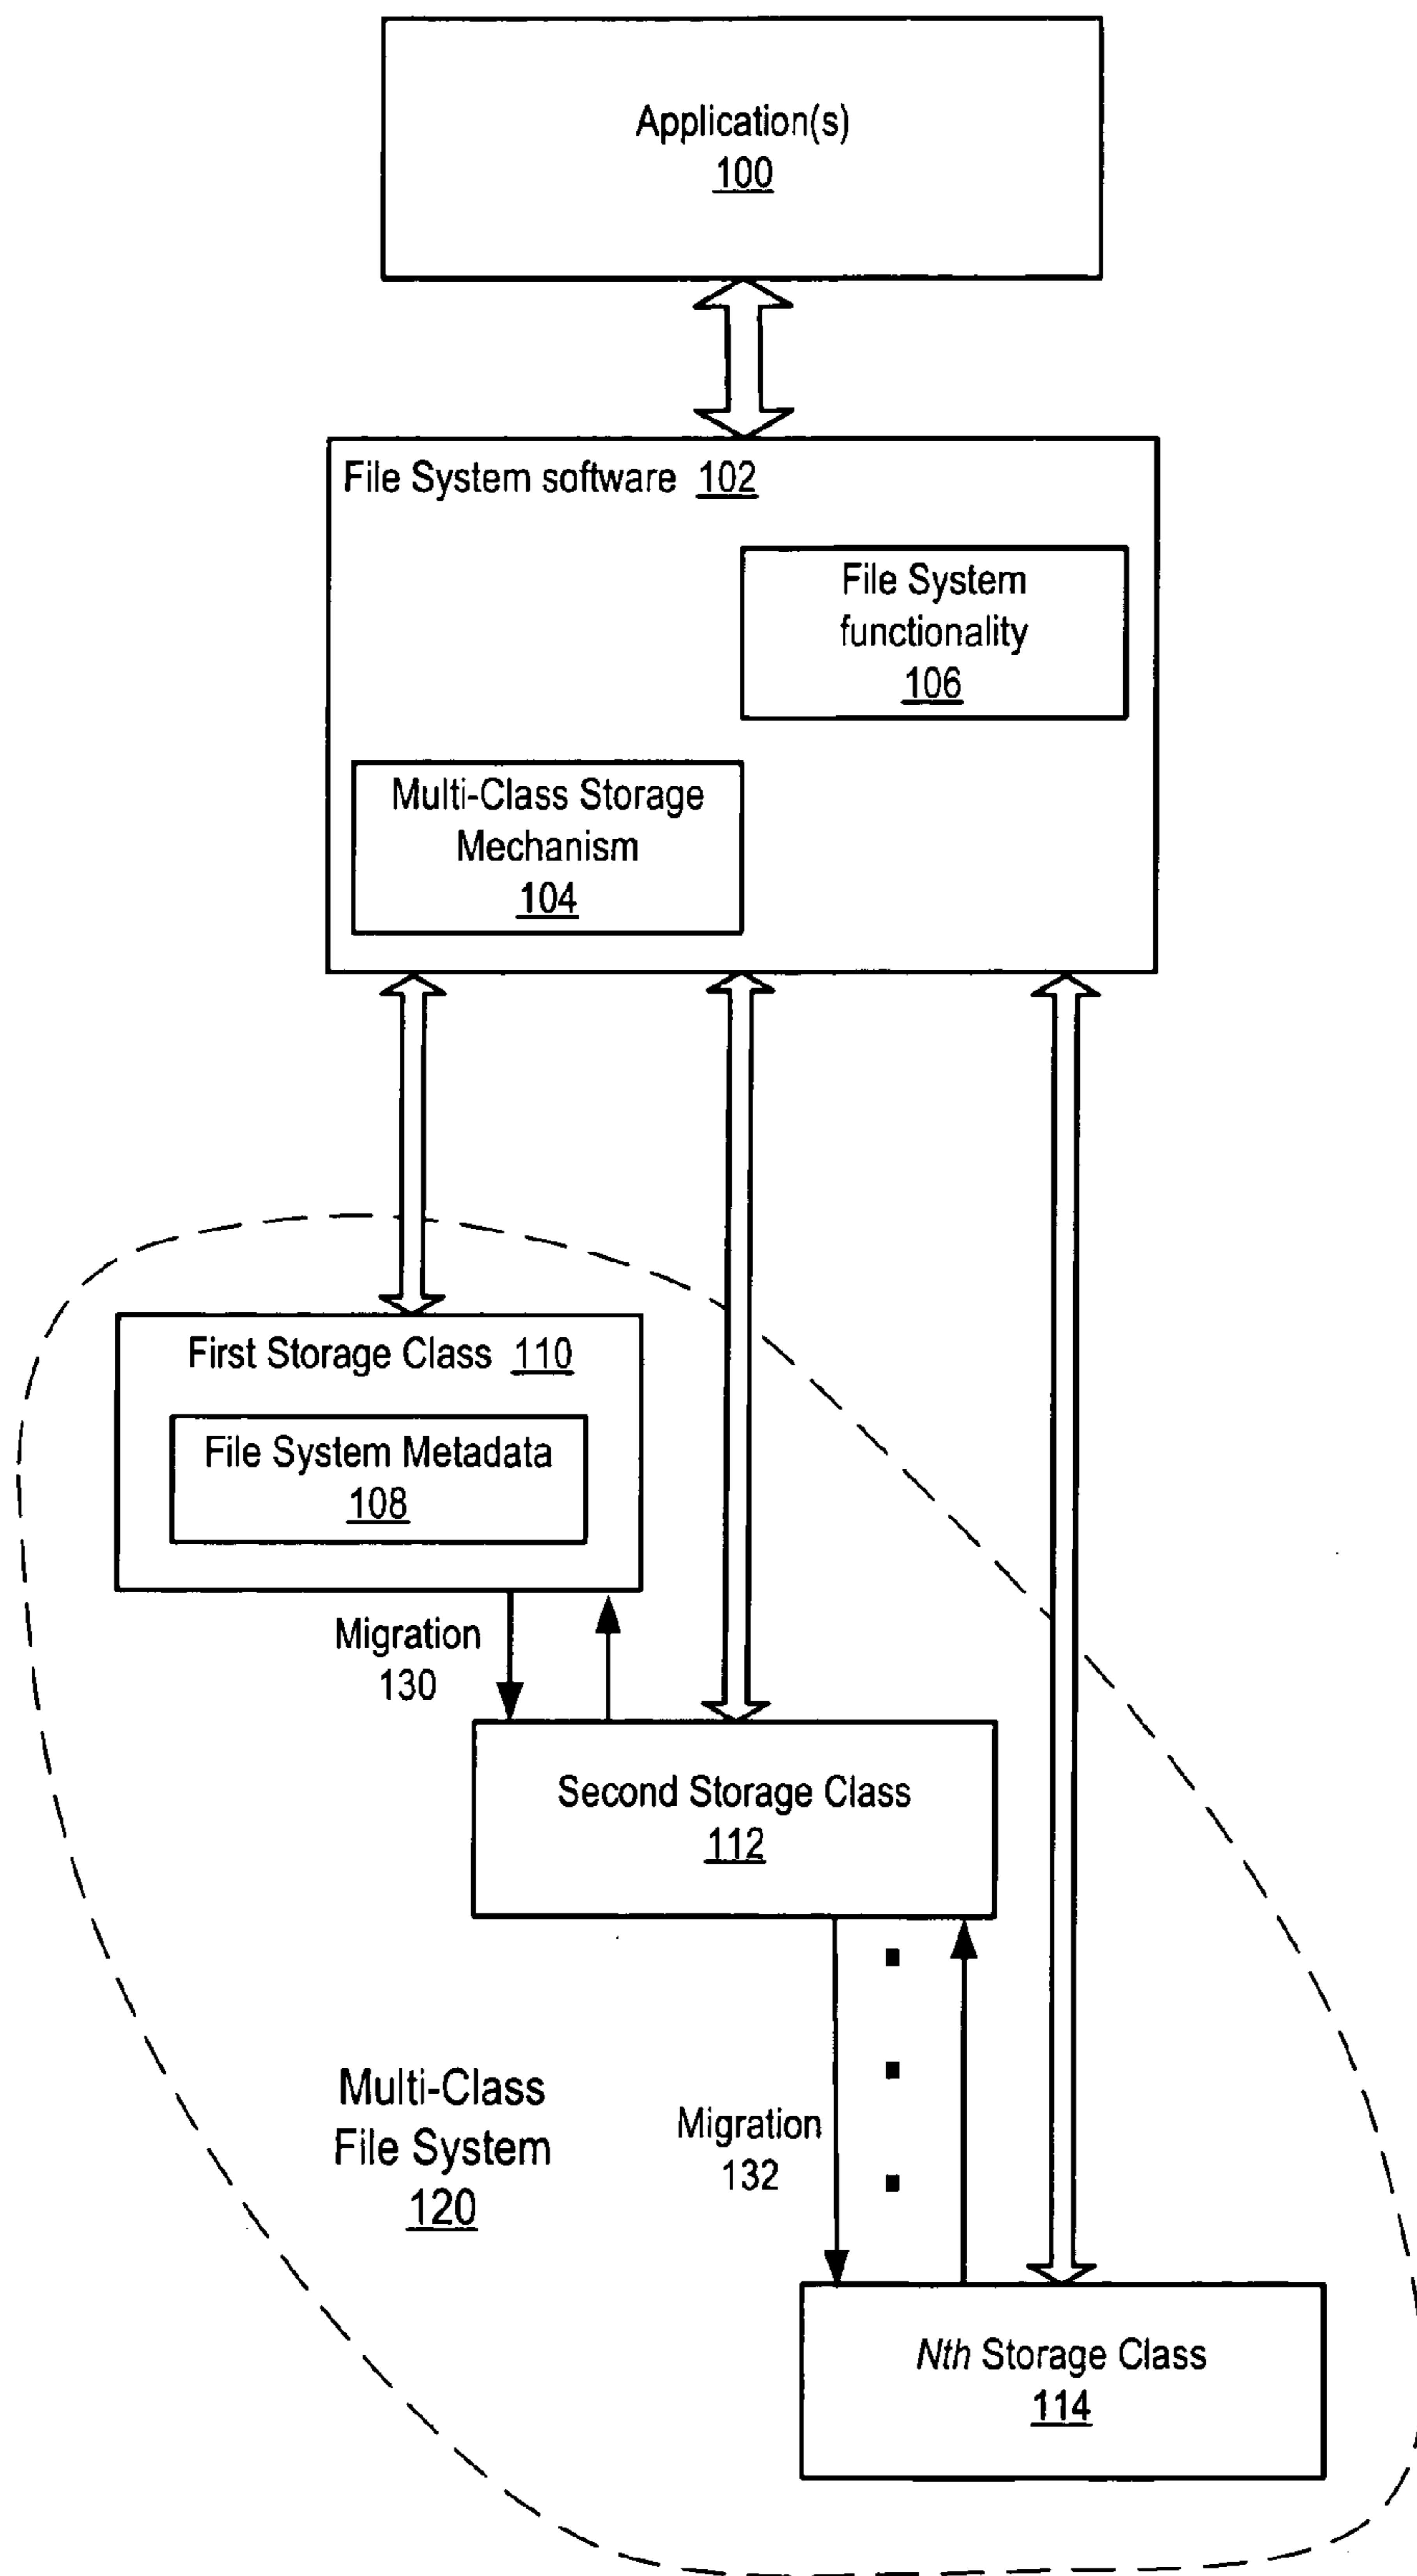 Application(s)
100
File System software 102
File System
functionality
106
Multi-Class Storage
Mechanism
104
First Storage Class 110
File System Metadata
108
Migration
130
Second Storage Class
112
Multi-Class
File System
120
Migration
132
Nth Storage Class
114